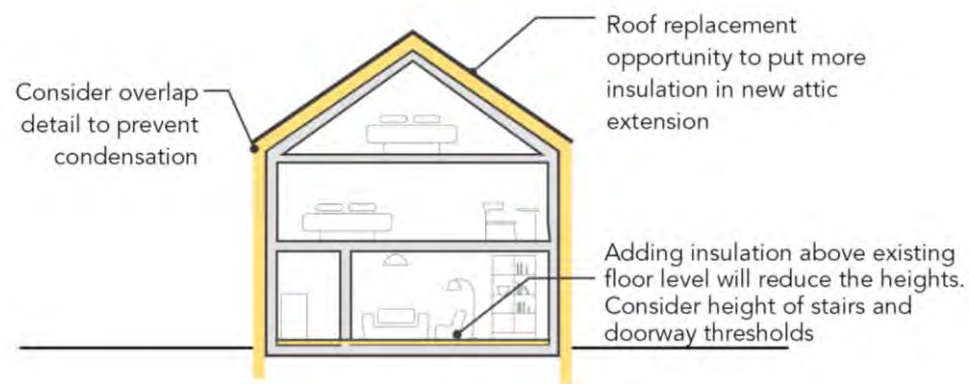 Roof replacement
opportunity to put more
insulation in new attic
extension
Consider overlap
detail to prevent
condensation
Adding insulation above existing
floor level will reduce the heights.
Consider height of stairs and
doorway thresholds